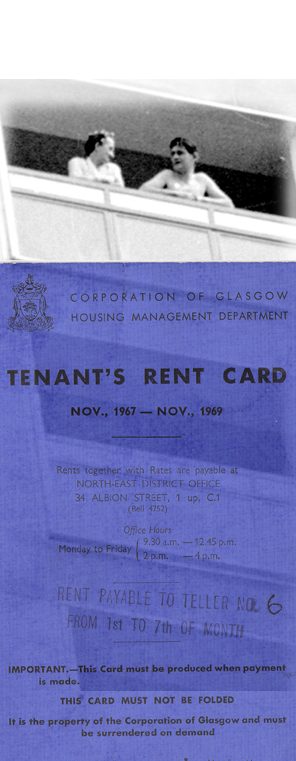 CORPORATION OF GLASGOW
HOUSING MANAGEMENT DEPARTMENT
TENANT'S RENT CARD
NOV., 1967 — NOV., 1969
Rents together with Rates are payable at
NORTH-EAST DISTRICT OFFICE,
34 ALBION STREET, 1 up, C.1
(Bell 4752)
Office Hours
Monday to Friday { 9.30 a.m. — 12.45 p.m.
2 p.m. — 4 p.m.
RENT PAYABLE TO TELLER No. 6
FROM 1st TO 7th OF MONTH
IMPORTANT.—This Card must be produced when payment
is made.
THIS CARD MUST NOT BE FOLDED
It is the property of the Corporation of Glasgow and must
be surrendered on demand